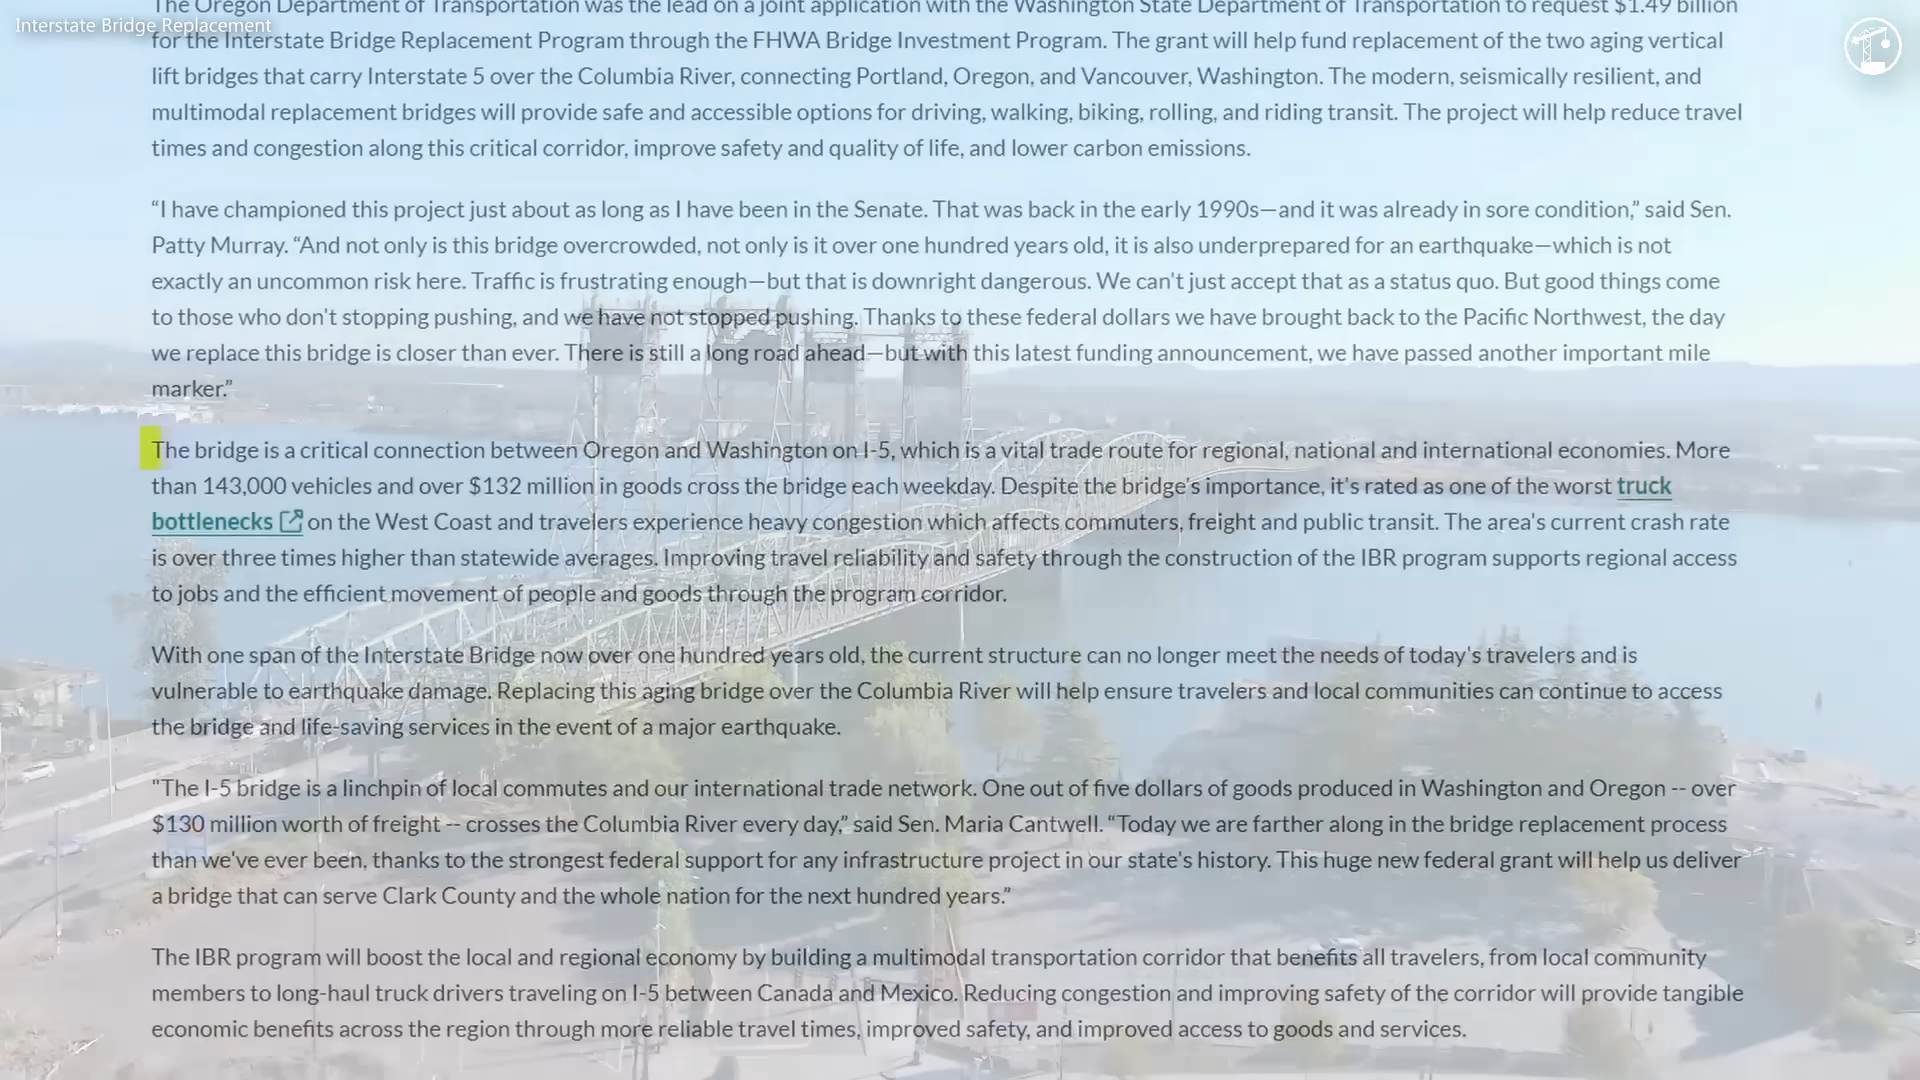 The Oregon Department of Transportation was the lead on a joint application with the Washington State Department of Transportation to request $1.49 billion
Interstate Bridge Replacement
for the Interstate Bridge Replacement Program through the FHWA Bridge Investment Program. The grant will help fund replacement of the two aging vertical
lift bridges that carry Interstate 5 over the Columbia River, connecting Portland, Oregon, and Vancouver, Washington. The modern, seismically resilient, and
multimodal replacement bridges will provide safe and accessible options for driving, walking, biking, rolling, and riding transit. The project will help reduce travel
times and congestion along this critical corridor, improve safety and quality of life, and lower carbon emissions.
“I have championed this project just about as long as I have been in the Senate. That was back in the early 1990s—and it was already in sore condition,” said Sen.
Patty Murray. “And not only is this bridge overcrowded, not only is it over one hundred years old, it is also underprepared for an earthquake—which is not
exactly an uncommon risk here. Traffic is frustrating enough—but that is downright dangerous. We can't just accept that as a status quo. But good things come
to those who don't stopping pushing, and we have not stopped pushing. Thanks to these federal dollars we have brought back to the Pacific Northwest, the day
we replace this bridge is closer than ever. There is still a long road ahead—but with this latest funding announcement, we have passed another important mile
marker.”
The bridge is a critical connection between Oregon and Washington on I-5, which is a vital trade route for regional, national and international economies. More
than 143,000 vehicles and over $132 million in goods cross the bridge each weekday. Despite the bridge's importance, it's rated as one of the worst truck
bottlenecks on the West Coast and travelers experience heavy congestion which affects commuters, freight and public transit. The area's current crash rate
is over three times higher than statewide averages. Improving travel reliability and safety through the construction of the IBR program supports regional access
to jobs and the efficient movement of people and goods through the program corridor.
With one span of the Interstate Bridge now over one hundred years old, the current structure can no longer meet the needs of today's travelers and is
vulnerable to earthquake damage. Replacing this aging bridge over the Columbia River will help ensure travelers and local communities can continue to access
the bridge and life-saving services in the event of a major earthquake.
"The I-5 bridge is a linchpin of local commutes and our international trade network. One out of five dollars of goods produced in Washington and Oregon -- over
$130 million worth of freight -- crosses the Columbia River every day,” said Sen. Maria Cantwell. “Today we are farther along in the bridge replacement process
than we've ever been, thanks to the strongest federal support for any infrastructure project in our state's history. This huge new federal grant will help us deliver
a bridge that can serve Clark County and the whole nation for the next hundred years.”
The IBR program will boost the local and regional economy by building a multimodal transportation corridor that benefits all travelers, from local community
members to long-haul truck drivers traveling on I-5 between Canada and Mexico. Reducing congestion and improving safety of the corridor will provide tangible
economic benefits across the region through more reliable travel times, improved safety, and improved access to goods and services.